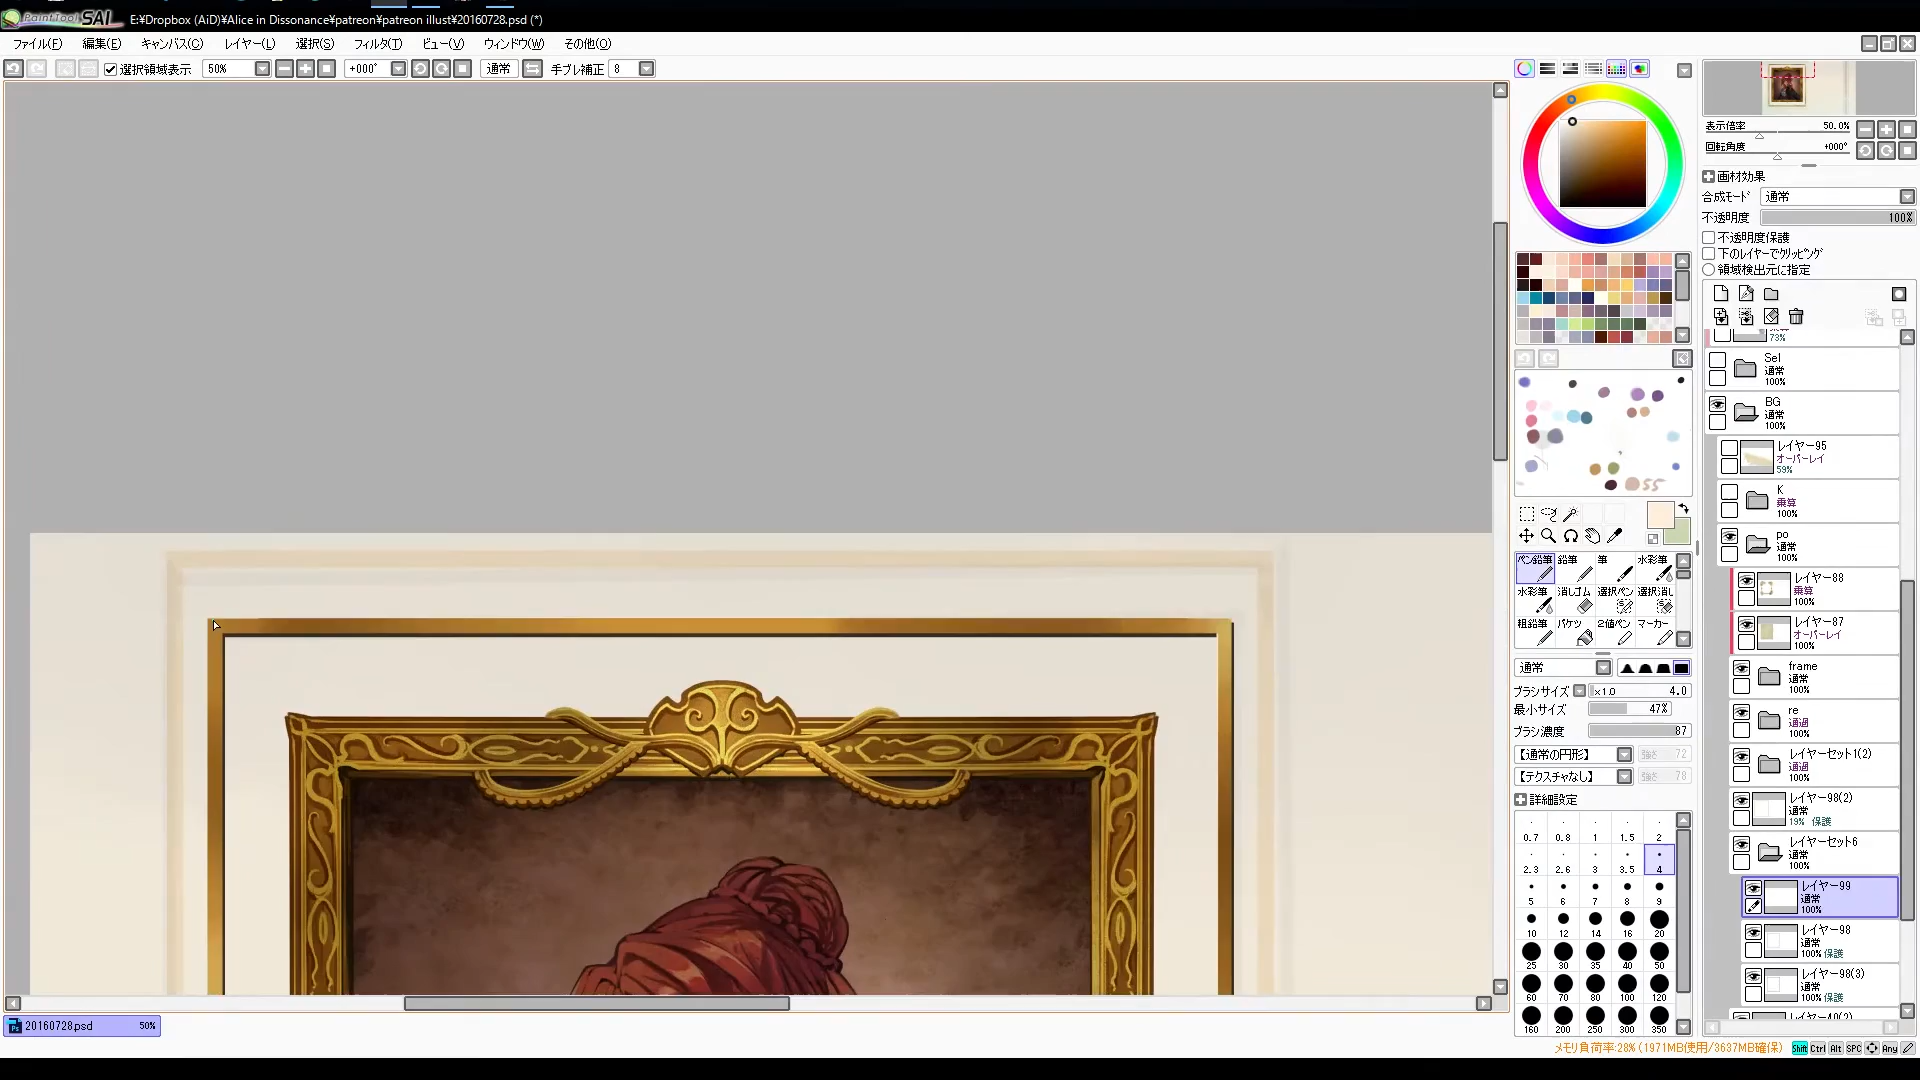 PaintTool SAI E:¥Dropbox (AiD)¥Alice in Dissonance¥patreon¥patreon illust¥20160728.psd (*)
ファイル(F) 編集(E) キャンバス(C) レイヤー(L) 選択(S) フィルタ(T) ビュー(V) ウィンドウ(W) その他(O)
選択領域表示 50% +000° 通常 手ブレ補正 8
表示倍率 50.0%
回転角度 +000°
画材効果
合成モード 通常
不透明度 100%
不透明度保護
下のレイヤーでクリッピング
領域検出元に指定
73%
Sel
通常
100%
BG
通常
100%
レイヤー95
オーバーレイ
59%
K
乗算
100%
po
通常
100%
レイヤー88
乗算
100%
レイヤー87
オーバーレイ
100%
frame
通常
100%
re
通過
100%
レイヤーセット1(2)
通過
100%
レイヤー98(2)
通常
19% 保護
レイヤーセット6
通常
100%
レイヤー99
通常
100%
レイヤー98
通常
100% 保護
レイヤー98(3)
通常
100% 保護
レイヤー40(2)
ペン鉛筆 鉛筆 筆 水彩筆
水彩筆 消しゴム 選択ペン 選択消し
粗鉛筆 バケツ 2値ペン マーカー
通常
ブラシサイズ x1.0 4.0
最小サイズ 47%
ブラシ濃度 87
【通常の円形】 強さ 72
【テクスチャなし】 強さ 78
詳細設定
0.7 0.8 1 1.5 2
2.3 2.6 3 3.5 4
5 6 7 8 9
10 12 14 16 20
25 30 35 40 50
60 70 80 100 120
160 200 250 300 350
20160728.psd 50%
メモリ負荷率:28% (1971MB使用/3637MB確保) Shift Ctrl Alt SPC Any